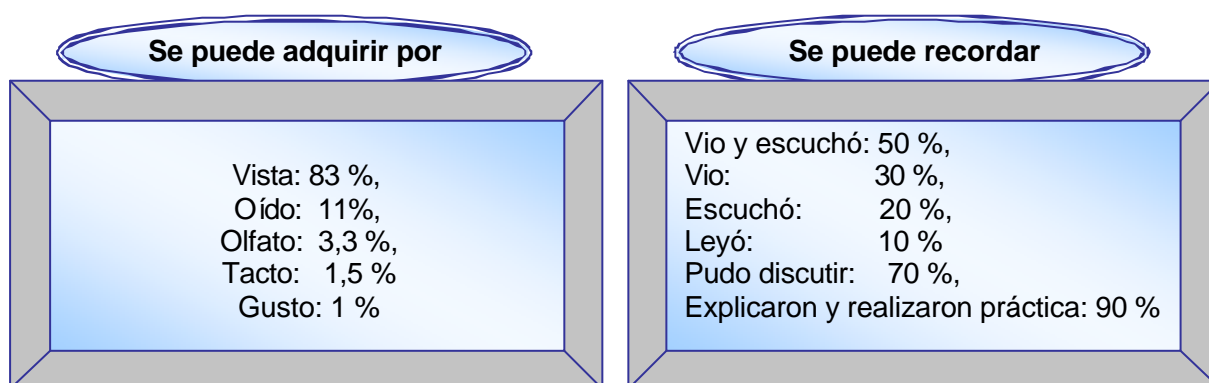 Se puede adquirir por
Vista: 83 %,
Oído: 11%,
Olfato: 3,3 %,
Tacto: 1,5 %
Gusto: 1 %
Se puede recordar
Vio y escuchó: 50 %,
Vio: 30 %,
Escuchó: 20 %,
Leyó: 10 %
Pudo discutir: 70 %,
Explicaron y realizaron práctica: 90 %